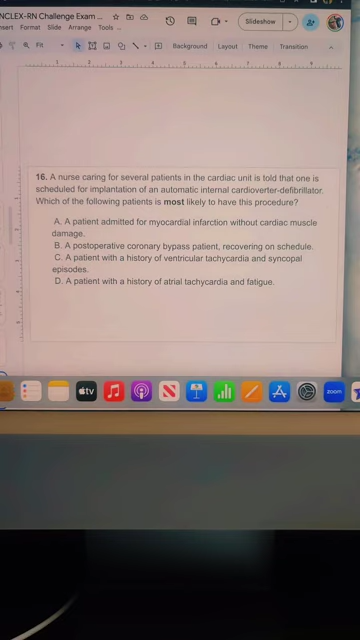 NCLEX-RN Challenge Exam ...
Insert Format Slide Arrange Tools ...
Slideshow
Fit
Background Layout Theme Transition
16. A nurse caring for several patients in the cardiac unit is told that one is
scheduled for implantation of an automatic internal cardioverter-defibrillator.
Which of the following patients is most likely to have this procedure?
A. A patient admitted for myocardial infarction without cardiac muscle
damage.
B. A postoperative coronary bypass patient, recovering on schedule.
C. A patient with a history of ventricular tachycardia and syncopal
episodes.
D. A patient with a history of atrial tachycardia and fatigue.
tv
zoom